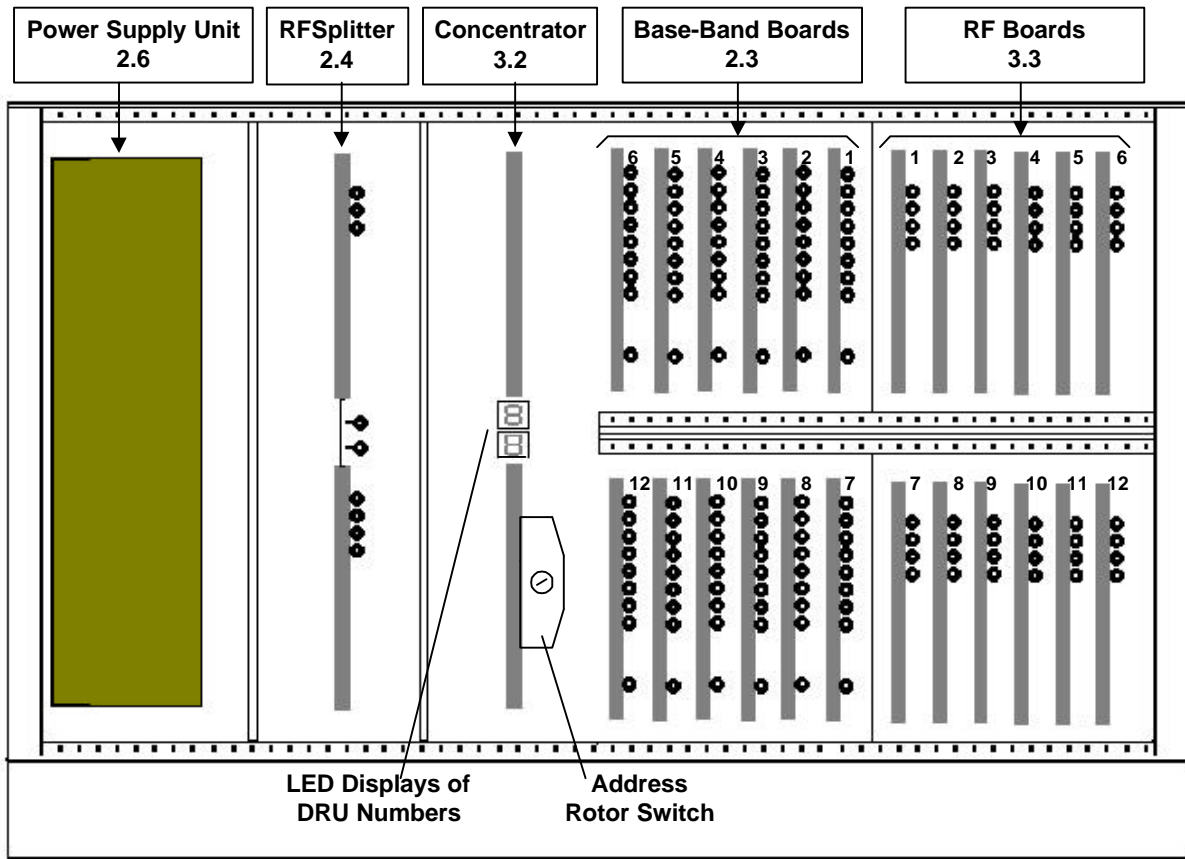 Power Supply Unit
2.6
RFSplitter
2.4
Concentrator
3.2
Base-Band Boards
2.3
RF Boards
3.3
6 5 4 3 2 1
1 2 3 4 5 6
8
8
12 11 10 9 8 7
7 8 9 10 11 12
LED Displays of
DRU Numbers
Address
Rotor Switch